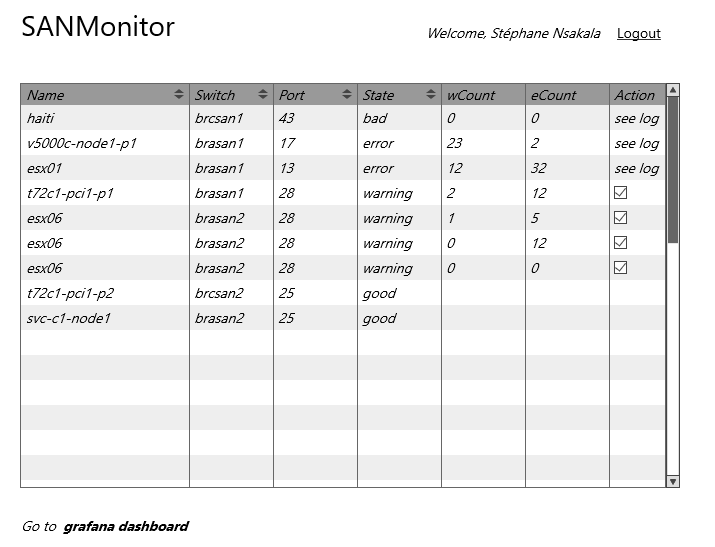 SANMonitor
Welcome, Stéphane Nsakala Logout
Name Switch Port State wCount eCount Action
haiti brcsan1 43 bad 0 0 see log
v5000c-node1-p1 brasan1 17 error 23 2 see log
esx01 brasan1 13 error 12 32 see log
t72c1-pci1-p1 brasan1 28 warning 2 12
esx06 brasan2 28 warning 1 5
esx06 brasan2 28 warning 0 12
esx06 brasan2 28 warning 0 0
t72c1-pci1-p2 brcsan2 25 good
svc-c1-node1 brasan2 25 good
Go to grafana dashboard